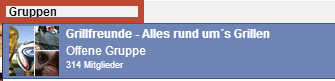 Gruppen
Grillfreunde - Alles rund um´s Grillen
Offene Gruppe
314 Mitglieder